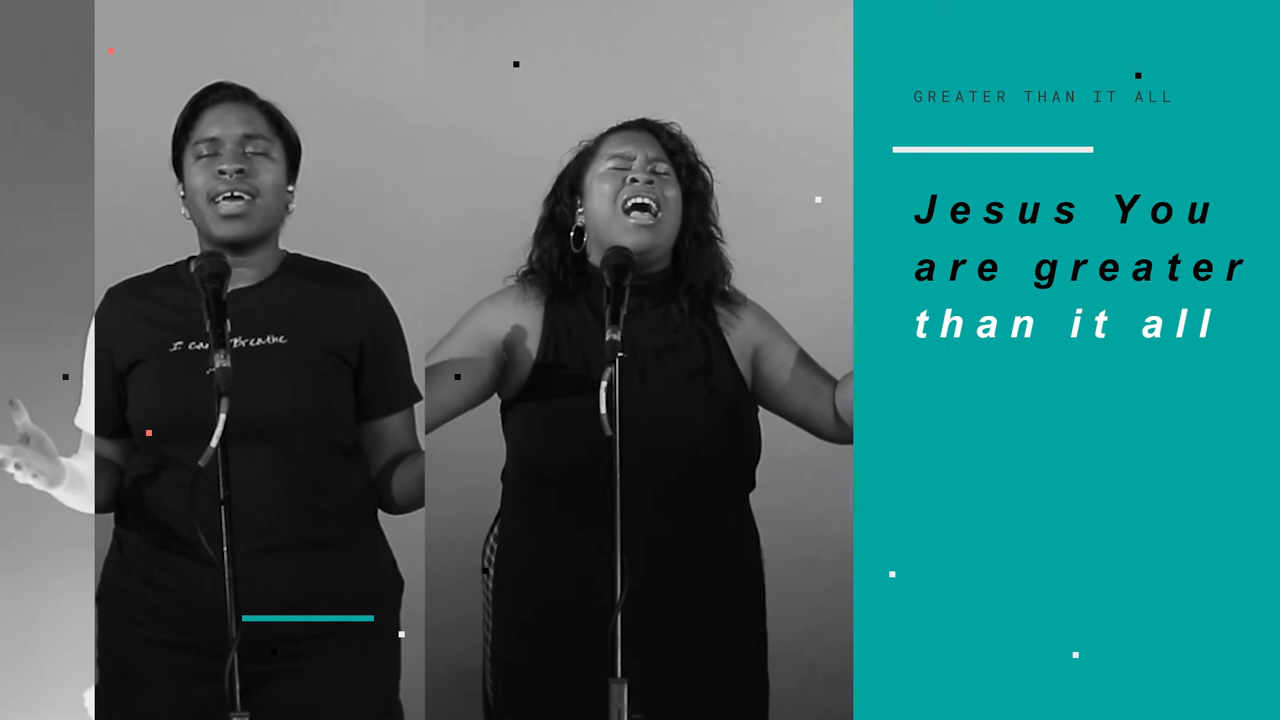 GREATER THAN IT ALL
Jesus You
are greater
than it all
I Breathe